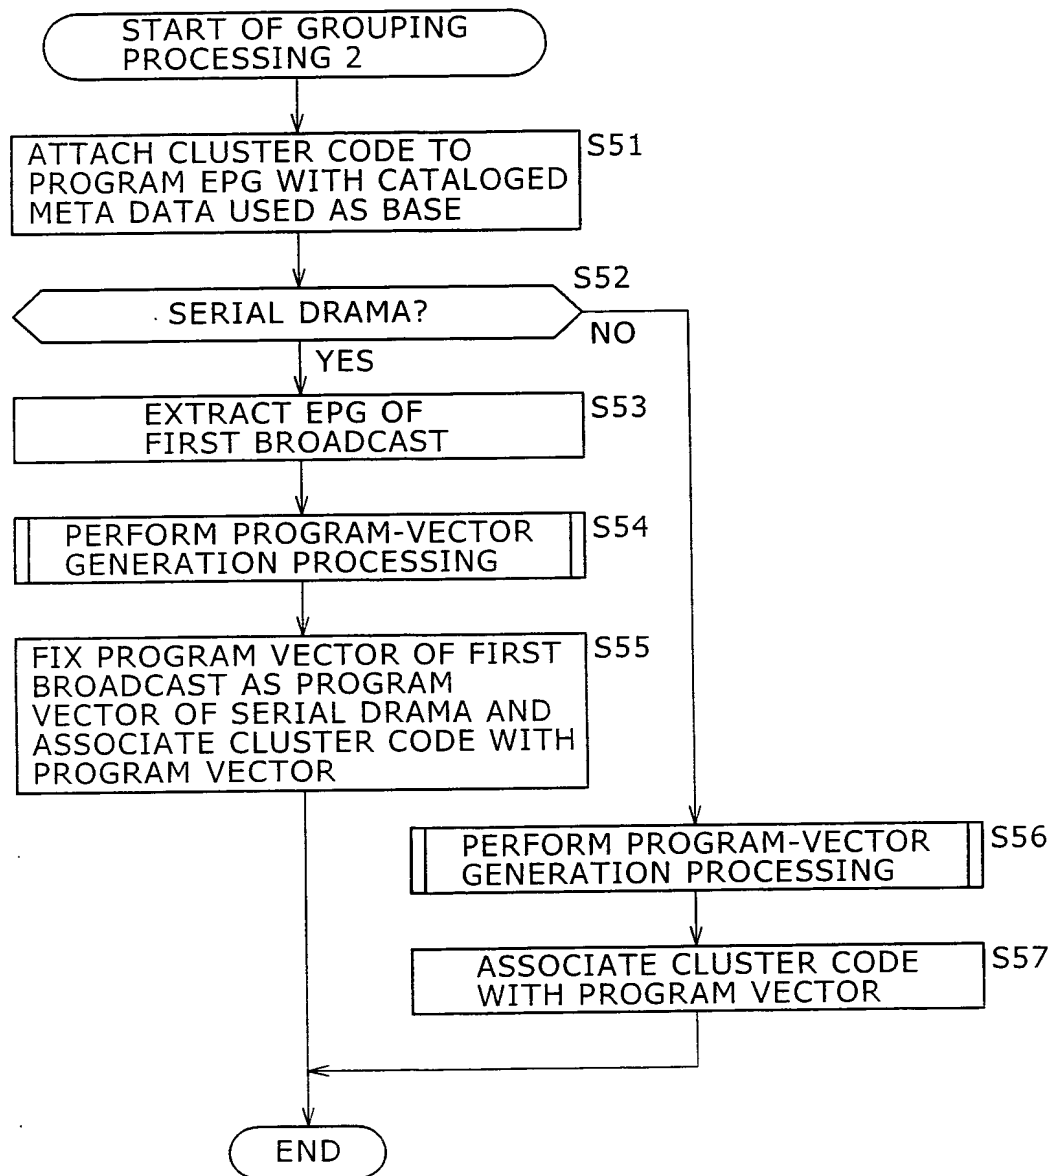 START OF GROUPING
PROCESSING 2
ATTACH CLUSTER CODE TO
PROGRAM EPG WITH CATALOGED
META DATA USED AS BASE
S51
SERIAL DRAMA?
S52
NO
YES
EXTRACT EPG OF
FIRST BROADCAST
S53
PERFORM PROGRAM-VECTOR
GENERATION PROCESSING
S54
FIX PROGRAM VECTOR OF FIRST
BROADCAST AS PROGRAM
VECTOR OF SERIAL DRAMA AND
ASSOCIATE CLUSTER CODE WITH
PROGRAM VECTOR
S55
PERFORM PROGRAM-VECTOR
GENERATION PROCESSING
S56
ASSOCIATE CLUSTER CODE
WITH PROGRAM VECTOR
S57
END